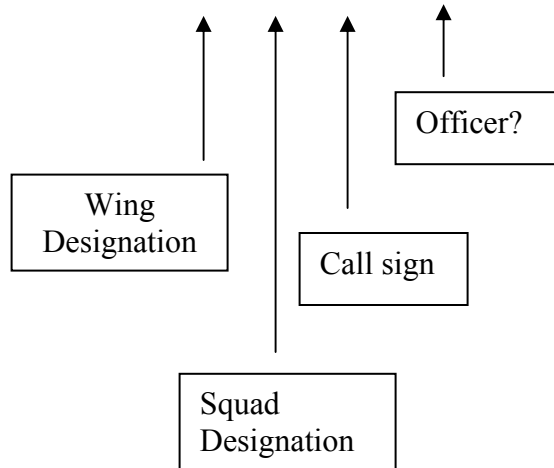 Officer?
Wing
Designation
Call sign
Squad
Designation